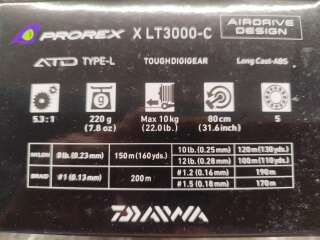 PROREX X LT3000-C AIRDRIVE DESIGN
ATD TYPE-L TOUGHDIGIGEAR Long Cast-ABS
5.3:1 220 g (7.8 oz) Max 10 kg (22.0 lb.) 80 cm (31.6 inch) 5
NYLON 8 lb. (0.23 mm) 150 m (160 yds.) 10 lb. (0.25 mm) 120 m (130 yds.)
12 lb. (0.28 mm) 100 m (110 yds.)
BRAID #1 (0.13 mm) 200 m #1.2 (0.16 mm) 190 m
#1.5 (0.18 mm) 170 m
DAIWA